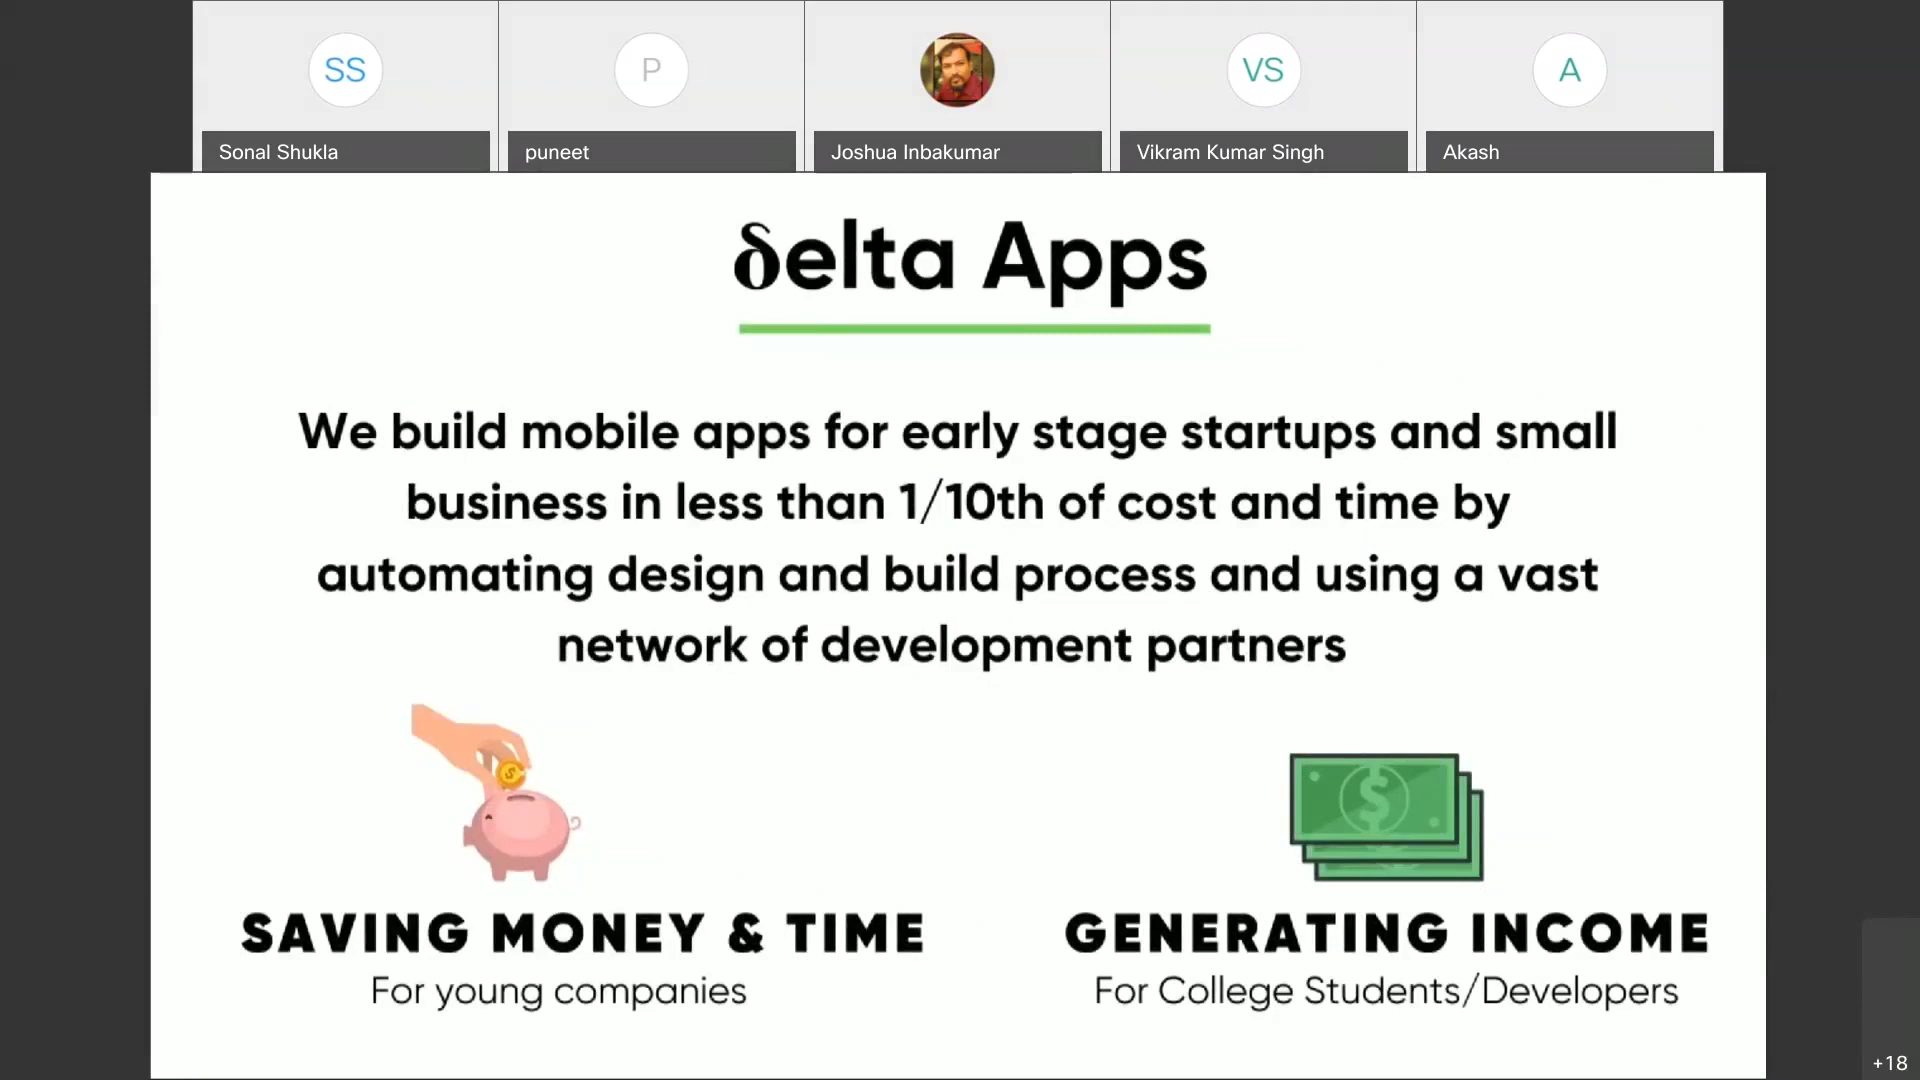 SS
P
VS
A
Sonal Shukla
puneet
Joshua Inbakumar
Vikram Kumar Singh
Akash
δelta Apps
We build mobile apps for early stage startups and small
business in less than 1/10th of cost and time by
automating design and build process and using a vast
network of development partners
$
$
SAVING MONEY & TIME
For young companies
GENERATING INCOME
For College Students/Developers
+18